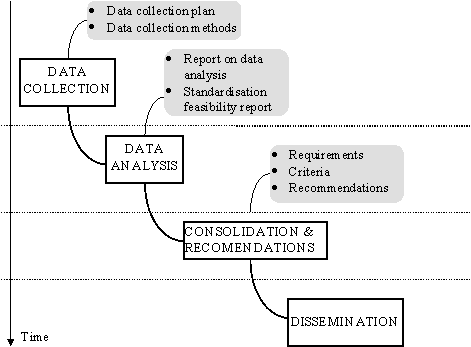 • Data collection plan
• Data collection methods
DATA
COLLECTION
• Report on data
analysis
• Standardisation
feasibility report
DATA
ANALYSIS
• Requirements
• Criteria
• Recommendations
CONSOLIDATION &
RECOMENDATIONS
DISSEMINATION
Time